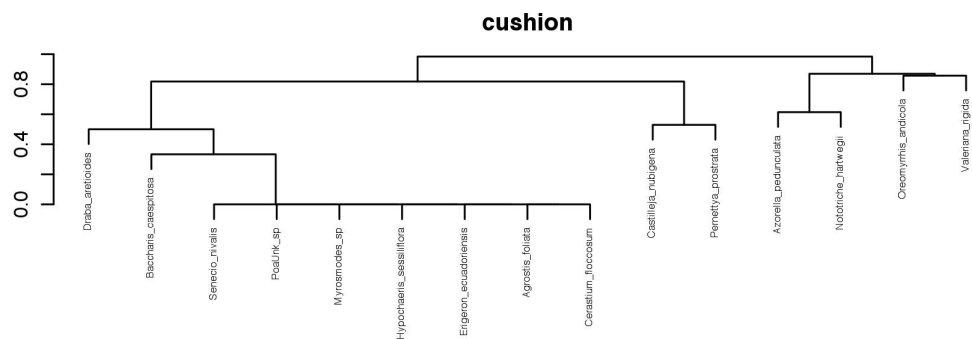 cushion
0.8
0.4
0.0
Draba_aretioides
Baccharis_caespitosa
Senecio_nivalis
PoaUnk_sp
Myrosmodes_sp
Hypochaeris_sessiliflora
Erigeron_ecuadoriensis
Agrostis_foliata
Cerastium_floccosum
Castilleja_nubigena
Pernettya_prostrata
Azorella_pedunculata
Nototriche_hartwegii
Oreomyrrhis_andicola
Valeriana_rigida